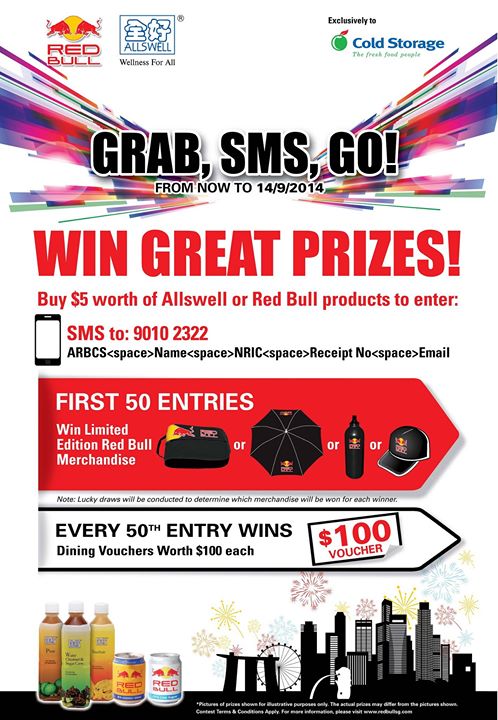 RED BULL
全好
ALLSWELL
®
Wellness For All
Exclusively to
Cold Storage
The fresh food people
GRAB, SMS, GO!
FROM NOW TO 14/9/2014
WIN GREAT PRIZES!
Buy $5 worth of Allswell or Red Bull products to enter:
SMS to: 9010 2322
ARBCS<space>Name<space>NRIC<space>Receipt No<space>Email
FIRST 50 ENTRIES
Win Limited
Edition Red Bull
Merchandise
or or or
Note: Lucky draws will be conducted to determine which merchandise will be won for each winner.
EVERY 50TH ENTRY WINS
Dining Vouchers Worth $100 each
$100
VOUCHER
RED BULL
RED BULL
*Pictures of prizes shown for illustrative purposes only. The actual prizes may differ from the pictures shown.
Contest Terms & Conditions Apply. For more information, please visit www.redbullsg.com